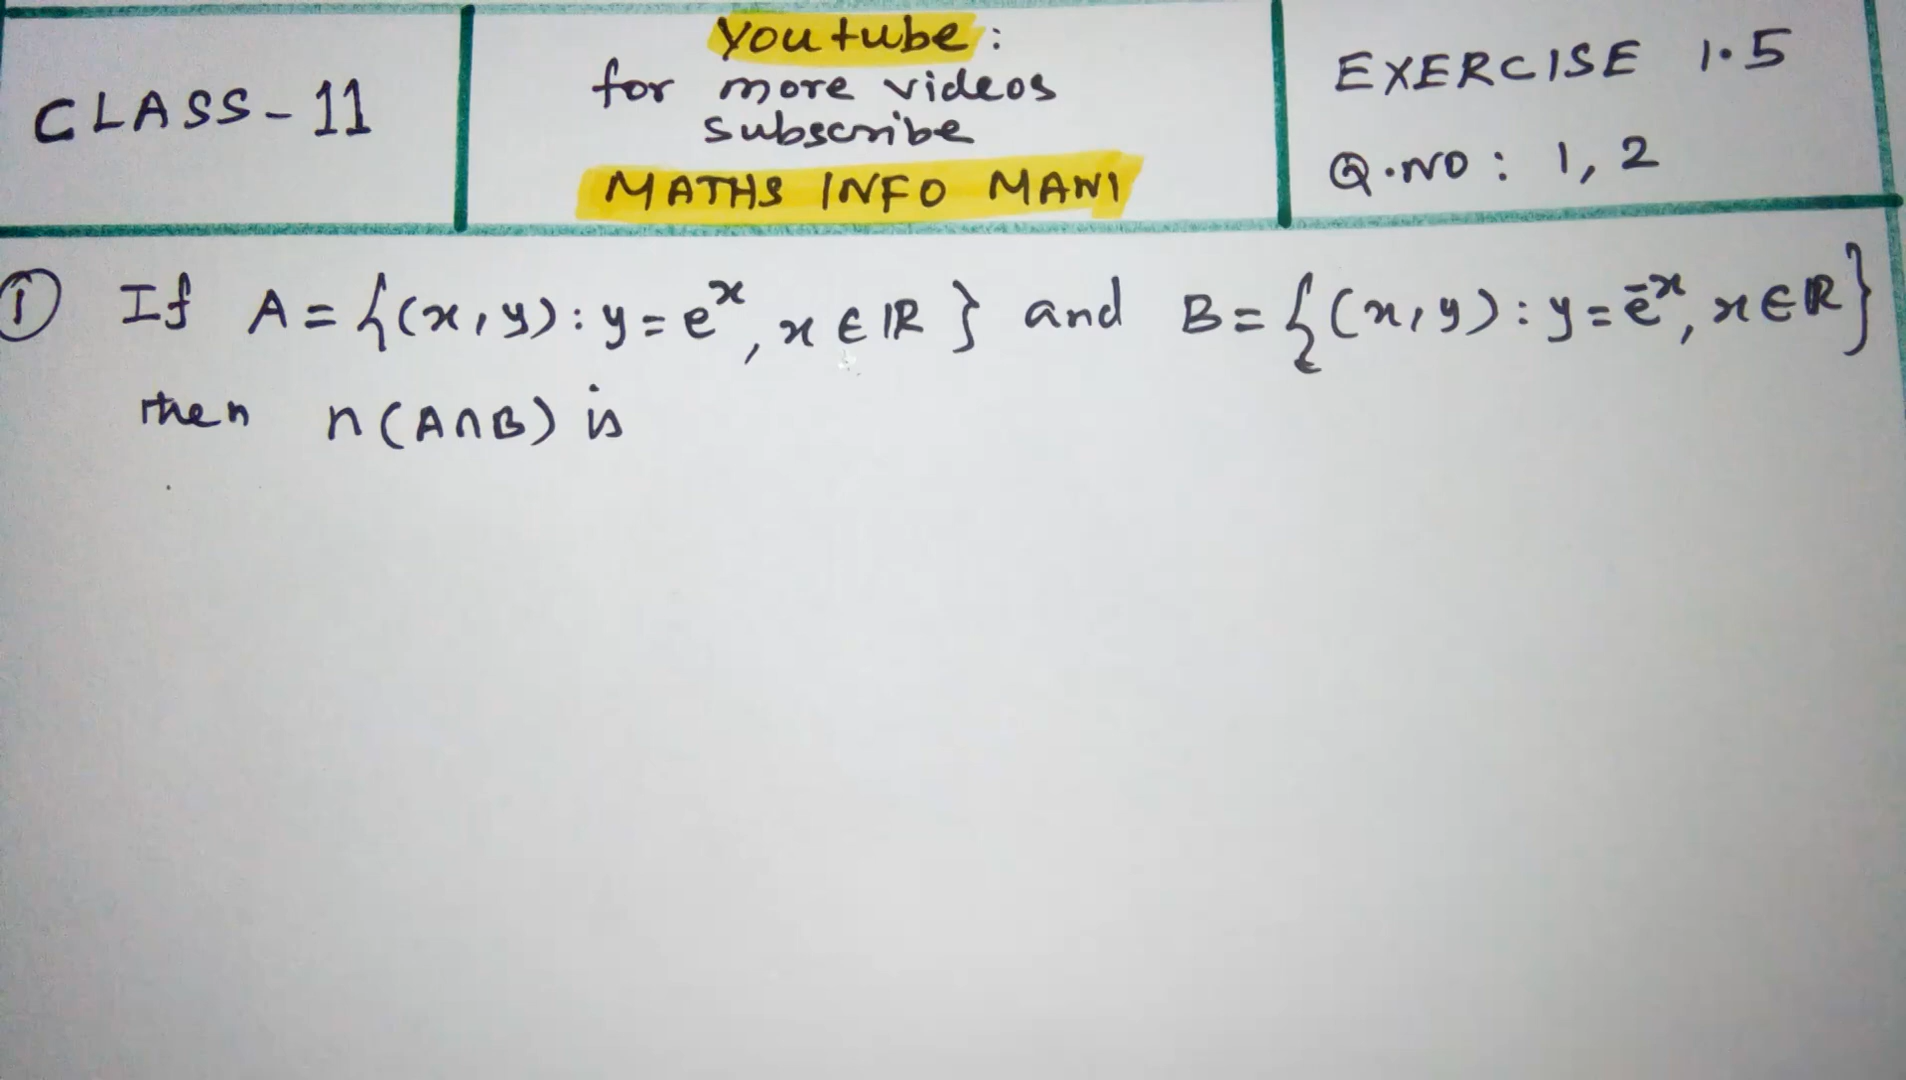 CLASS-11
Youtube:
for more videos
subscribe
MATHS INFO MANI
EXERCISE 1.5
Q.NO: 1, 2
① If A={(x,y):y=eˣ, x∈ℝ} and B={(x,y):y=e⁻ˣ, x∈ℝ}
then n(A∩B) is